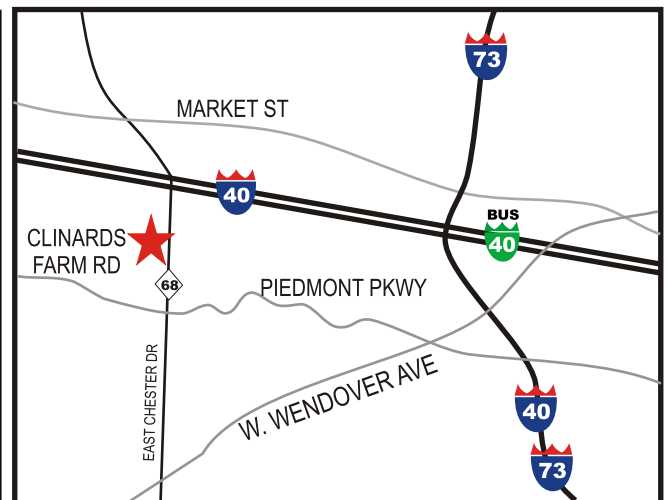 73
MARKET ST
40
BUS
40
CLINARDS
FARM RD
68
PIEDMONT PKWY
EAST CHESTER DR
W. WENDOVER AVE
40
73